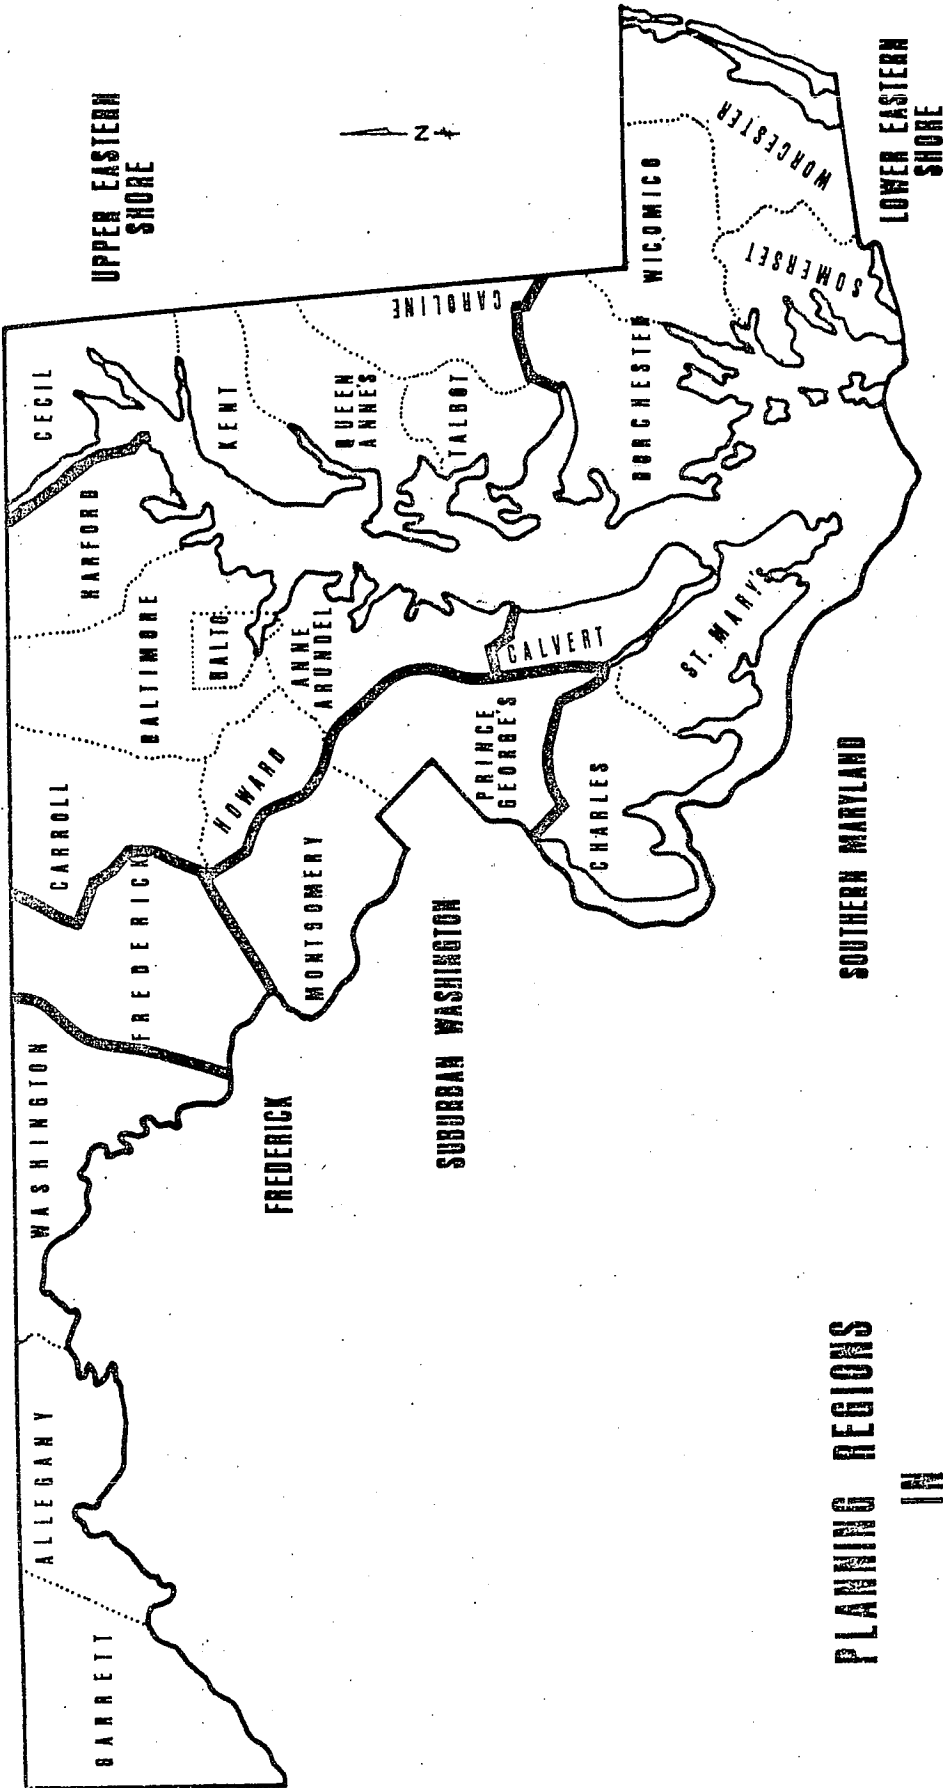 UPPER EASTERN
SHORE
LOWER EASTERN
SHORE
N
CECIL
HARFORD
KENT
QUEEN
ANNE'S
CAROLINE
TALBOT
DORCHESTER
WICOMICO
WORCESTER
SOMERSET
BALTIMORE
BALTO
ANNE
ARUNDEL
CARROLL
HOWARD
FREDERICK
MONTGOMERY
PRINCE
GEORGE'S
CALVERT
CHARLES
ST. MARY'S
WASHINGTON
ALLEGANY
GARRETT
FREDERICK
SUBURBAN WASHINGTON
SOUTHERN MARYLAND
PLANNING REGIONS
IN